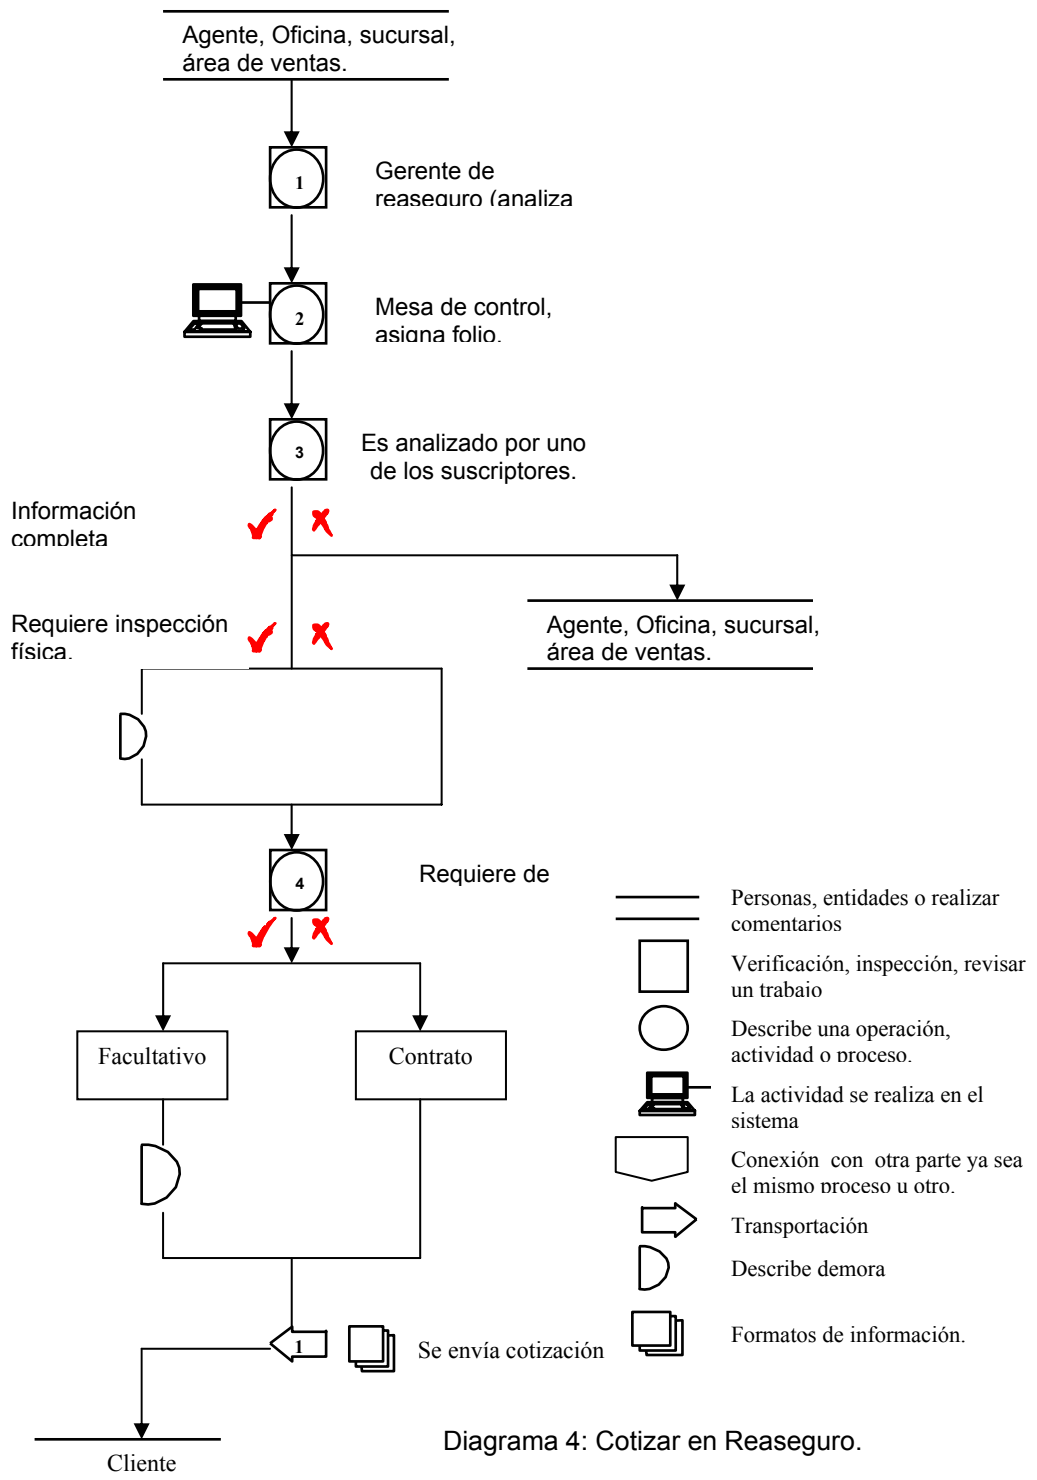 Agente, Oficina, sucursal,
área de ventas.
1
Gerente de
reaseguro (analiza
2
Mesa de control,
asigna folio.
3
Es analizado por uno
de los suscriptores.
Información
completa
Requiere inspección
física.
Agente, Oficina, sucursal,
área de ventas.
4
Requiere de
Facultativo
Contrato
1
Se envía cotización
Cliente
Personas, entidades o realizar
comentarios
Verificación, inspección, revisar
un trabajo
Describe una operación,
actividad o proceso.
La actividad se realiza en el
sistema
Conexión con otra parte ya sea
el mismo proceso u otro.
Transportación
Describe demora
Formatos de información.
Diagrama 4: Cotizar en Reaseguro.